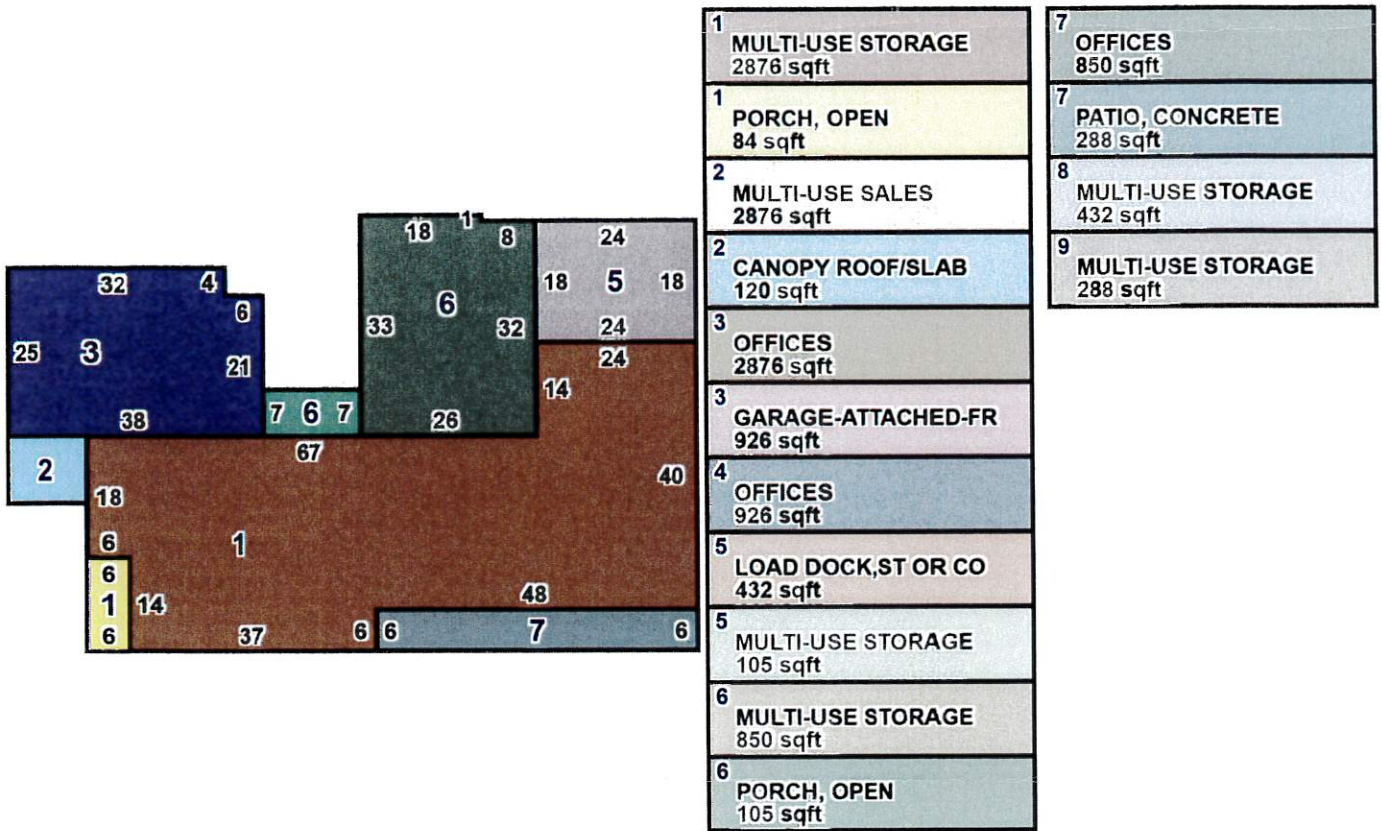 18
1
8
24
32
4
6
18
5
18
6
33
32
25
3
21
24
24
14
7
6
7
38
26
67
2
40
18
1
6
6
1
14
48
6
37
6
6
7
6
1
MULTI-USE STORAGE
2876 sqft
1
PORCH, OPEN
84 sqft
2
MULTI-USE SALES
2876 sqft
2
CANOPY ROOF/SLAB
120 sqft
3
OFFICES
2876 sqft
3
GARAGE-ATTACHED-FR
926 sqft
4
OFFICES
926 sqft
5
LOAD DOCK,ST OR CO
432 sqft
5
MULTI-USE STORAGE
105 sqft
6
MULTI-USE STORAGE
850 sqft
6
PORCH, OPEN
105 sqft
7
OFFICES
850 sqft
7
PATIO, CONCRETE
288 sqft
8
MULTI-USE STORAGE
432 sqft
9
MULTI-USE STORAGE
288 sqft